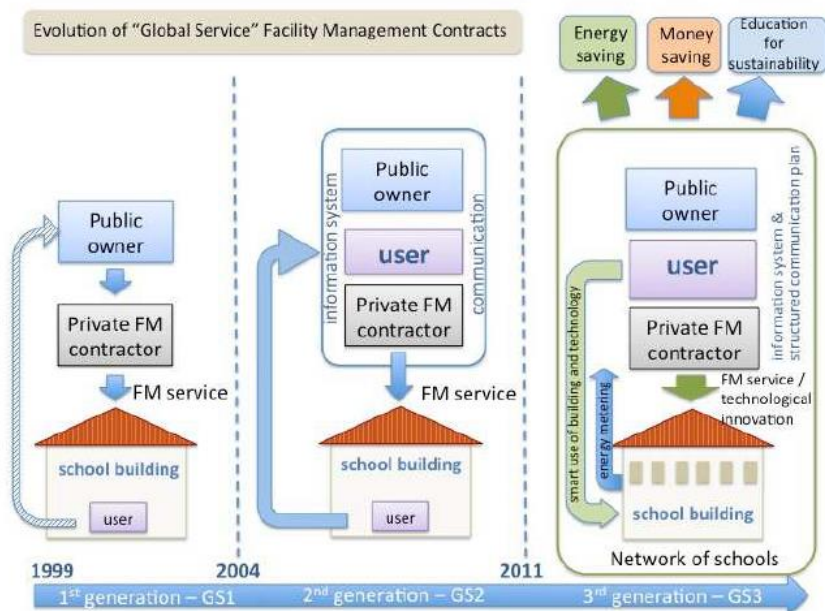 Evolution of “Global Service” Facility Management Contracts
Energy
saving
Money
saving
Education
for
sustainability
Public
owner
Private FM
contractor
FM service
school building
user
information system
Public
owner
user
Private FM
contractor
communication
FM service
school building
user
Public
owner
user
Private FM
contractor
information system &
structured communication plan
smart use of building and technology
energy metering
FM service /
technological
innovation
school building
Network of schools
1999
2004
2011
1st generation – GS1
2nd generation – GS2
3rd generation – GS3